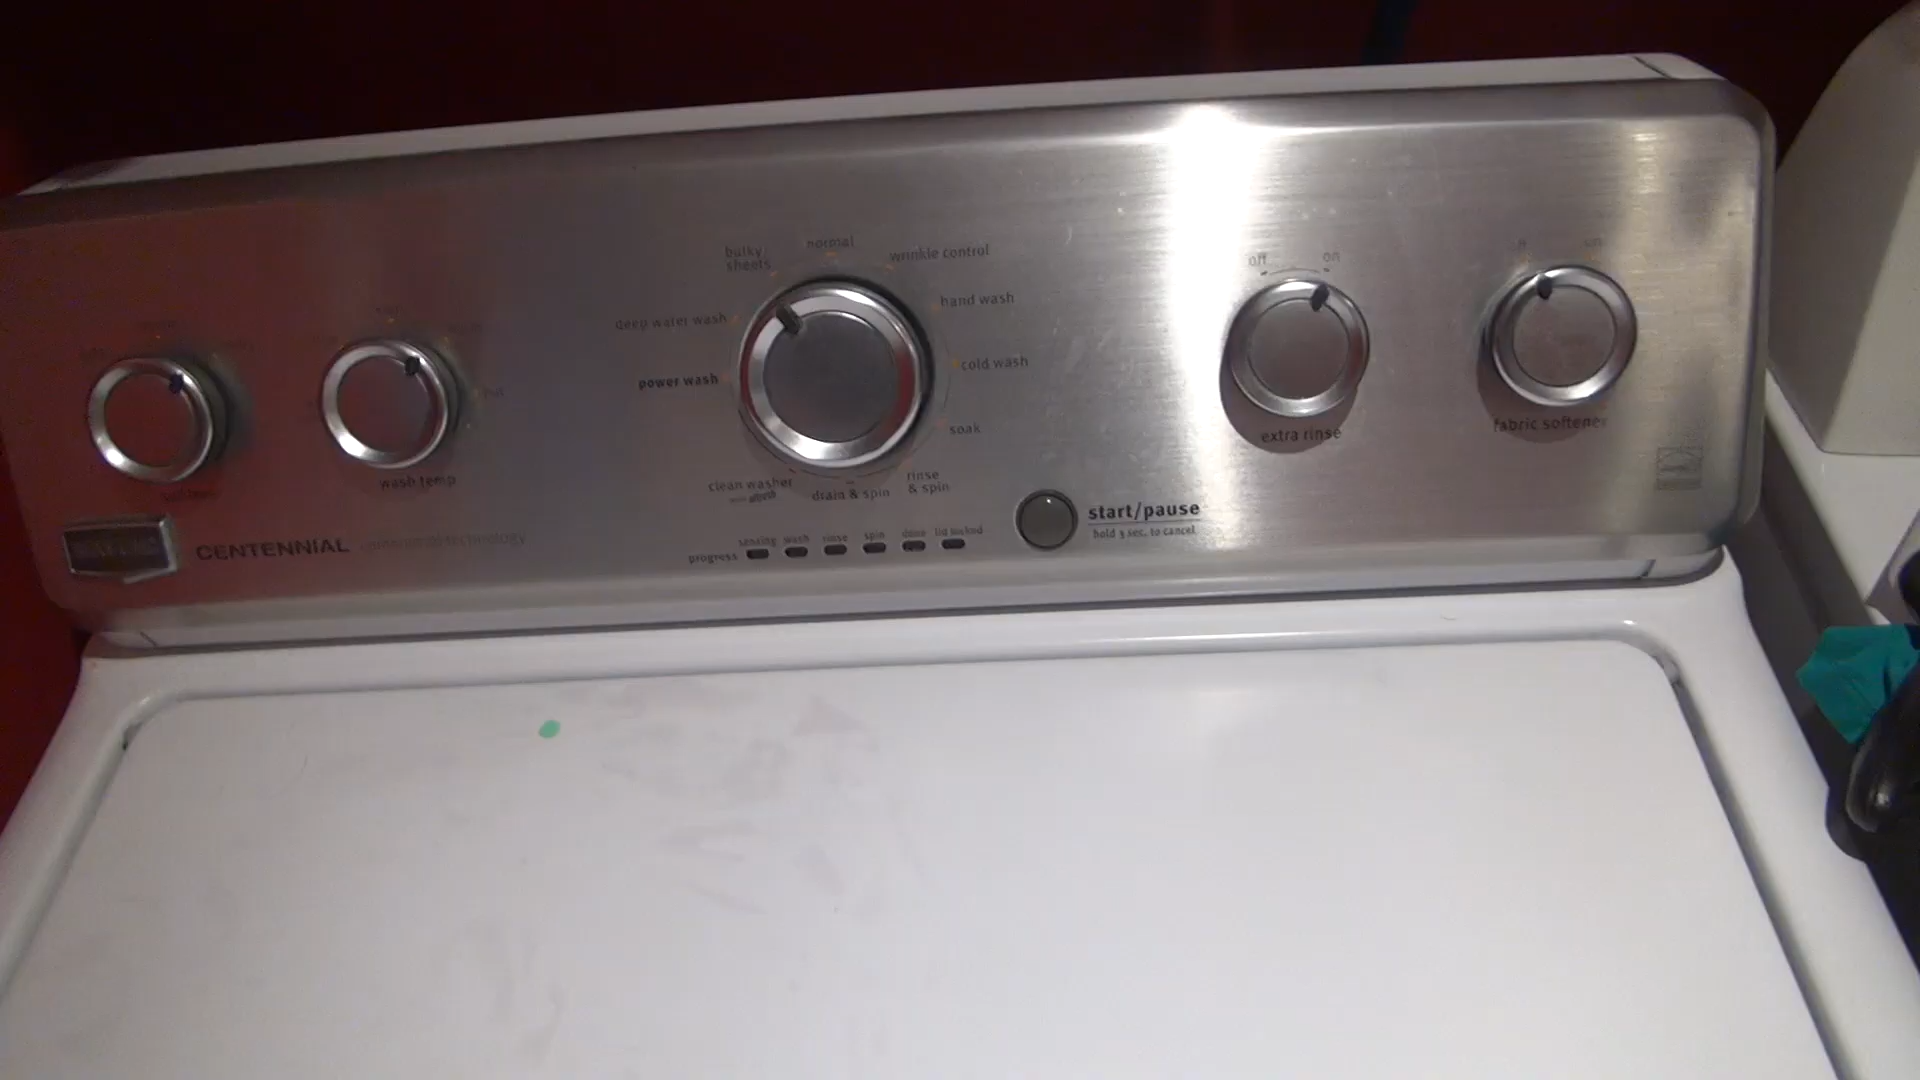 normal
bulky/
sheets
wrinkle control
hand wash
deep water wash
off
on
cold wash
power wash
soak
fabric softener
extra rinse
wash temp
clean washer
drain & spin
rinse
& spin
start/pause
hold 3 sec. to cancel
CENTENNIAL
technology
progress
sensing
wash
rinse
spin
done
lid locked